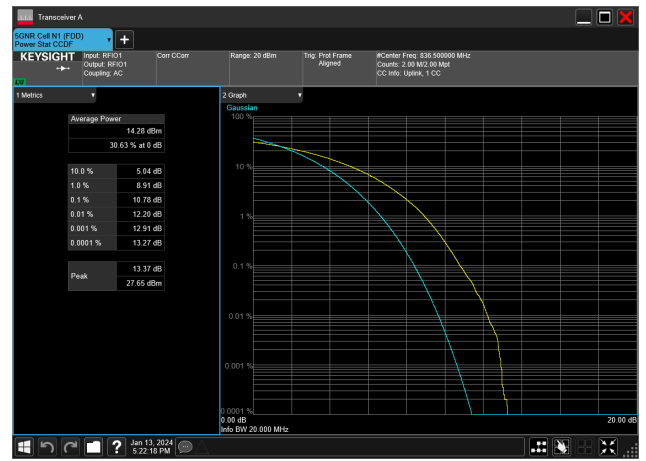 Transceiver A
5GNR Cell N1 (FDD)
Power Stat CCDF
KEYSIGHT
LXI
Input: RFIO1
Output: RFIO1
Coupling: AC
Corr CCorr
Range: 20 dBm
Trig: Prot Frame
Aligned
#Center Freq: 836.500000 MHz
Counts: 2.00 M/2.00 Mpt
CC Info: Uplink, 1 CC
1 Metrics
Average Power
14.28 dBm
30.63 % at 0 dB
10.0 % 5.04 dB
1.0 % 8.91 dB
0.1 % 10.78 dB
0.01 % 12.20 dB
0.001 % 12.91 dB
0.0001 % 13.27 dB
Peak
13.37 dB
27.65 dBm
2 Graph
Gaussian
100 %
10 %
1 %
0.1 %
0.01 %
0.001 %
0.0001 %
0.00 dB
20.00 dB
Info BW 20.000 MHz
?
Jan 13, 2024
5:22:18 PM